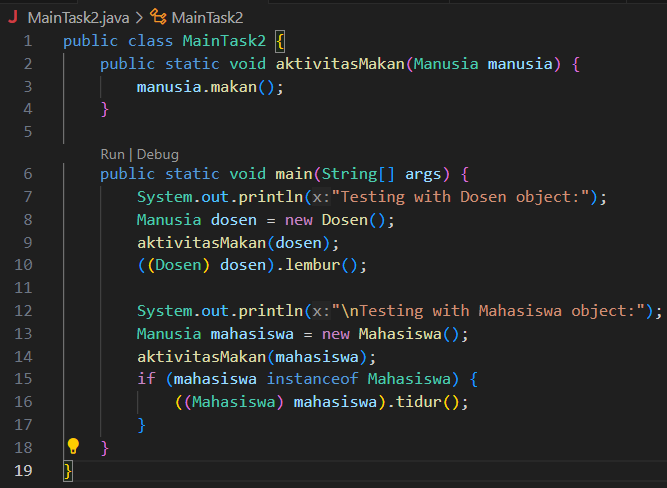 J MainTask2.java > MainTask2
1 public class MainTask2 {
2     public static void aktivitasMakan(Manusia manusia) {
3         manusia.makan();
4     }
5
Run | Debug
6     public static void main(String[] args) {
7         System.out.println(x:"Testing with Dosen object:");
8         Manusia dosen = new Dosen();
9         aktivitasMakan(dosen);
10         ((Dosen) dosen).lembur();
11
12         System.out.println(x:"\nTesting with Mahasiswa object:");
13         Manusia mahasiswa = new Mahasiswa();
14         aktivitasMakan(mahasiswa);
15         if (mahasiswa instanceof Mahasiswa) {
16             ((Mahasiswa) mahasiswa).tidur();
17         }
18     }
19 }